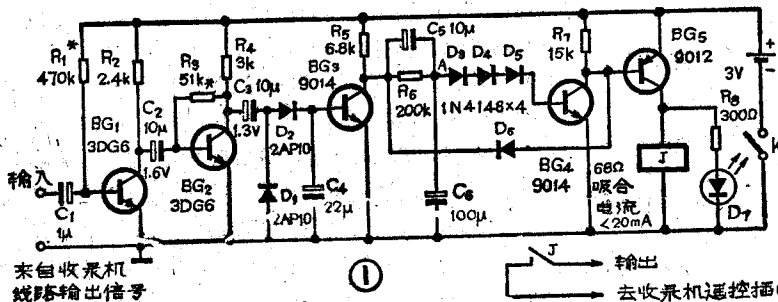 R₁*
470k
R₂
2.4k
R₃
51k*
R₄
3k
C₃ 10μ
1.3V
C₂
10μ
1.6V
BG₁
3DG6
BG₂
3DG6
输入
C₁
1μ
来自收录机
线路输出信号
D₂
2AP10
D₁
2AP10
C₄
22μ
R₅
6.8k
BG₃
9014
C₅ 10μ
A
R₆
200k
D₃ D₄ D₅
1N4148×4
D₆
C₆
100μ
R₇
15k
BG₄
9014
BG₅
9012
68Ω
吸合
电流
<20mA
J
R₈
300Ω
D₇
3V
K
①
J
输出
去收录机遥控插